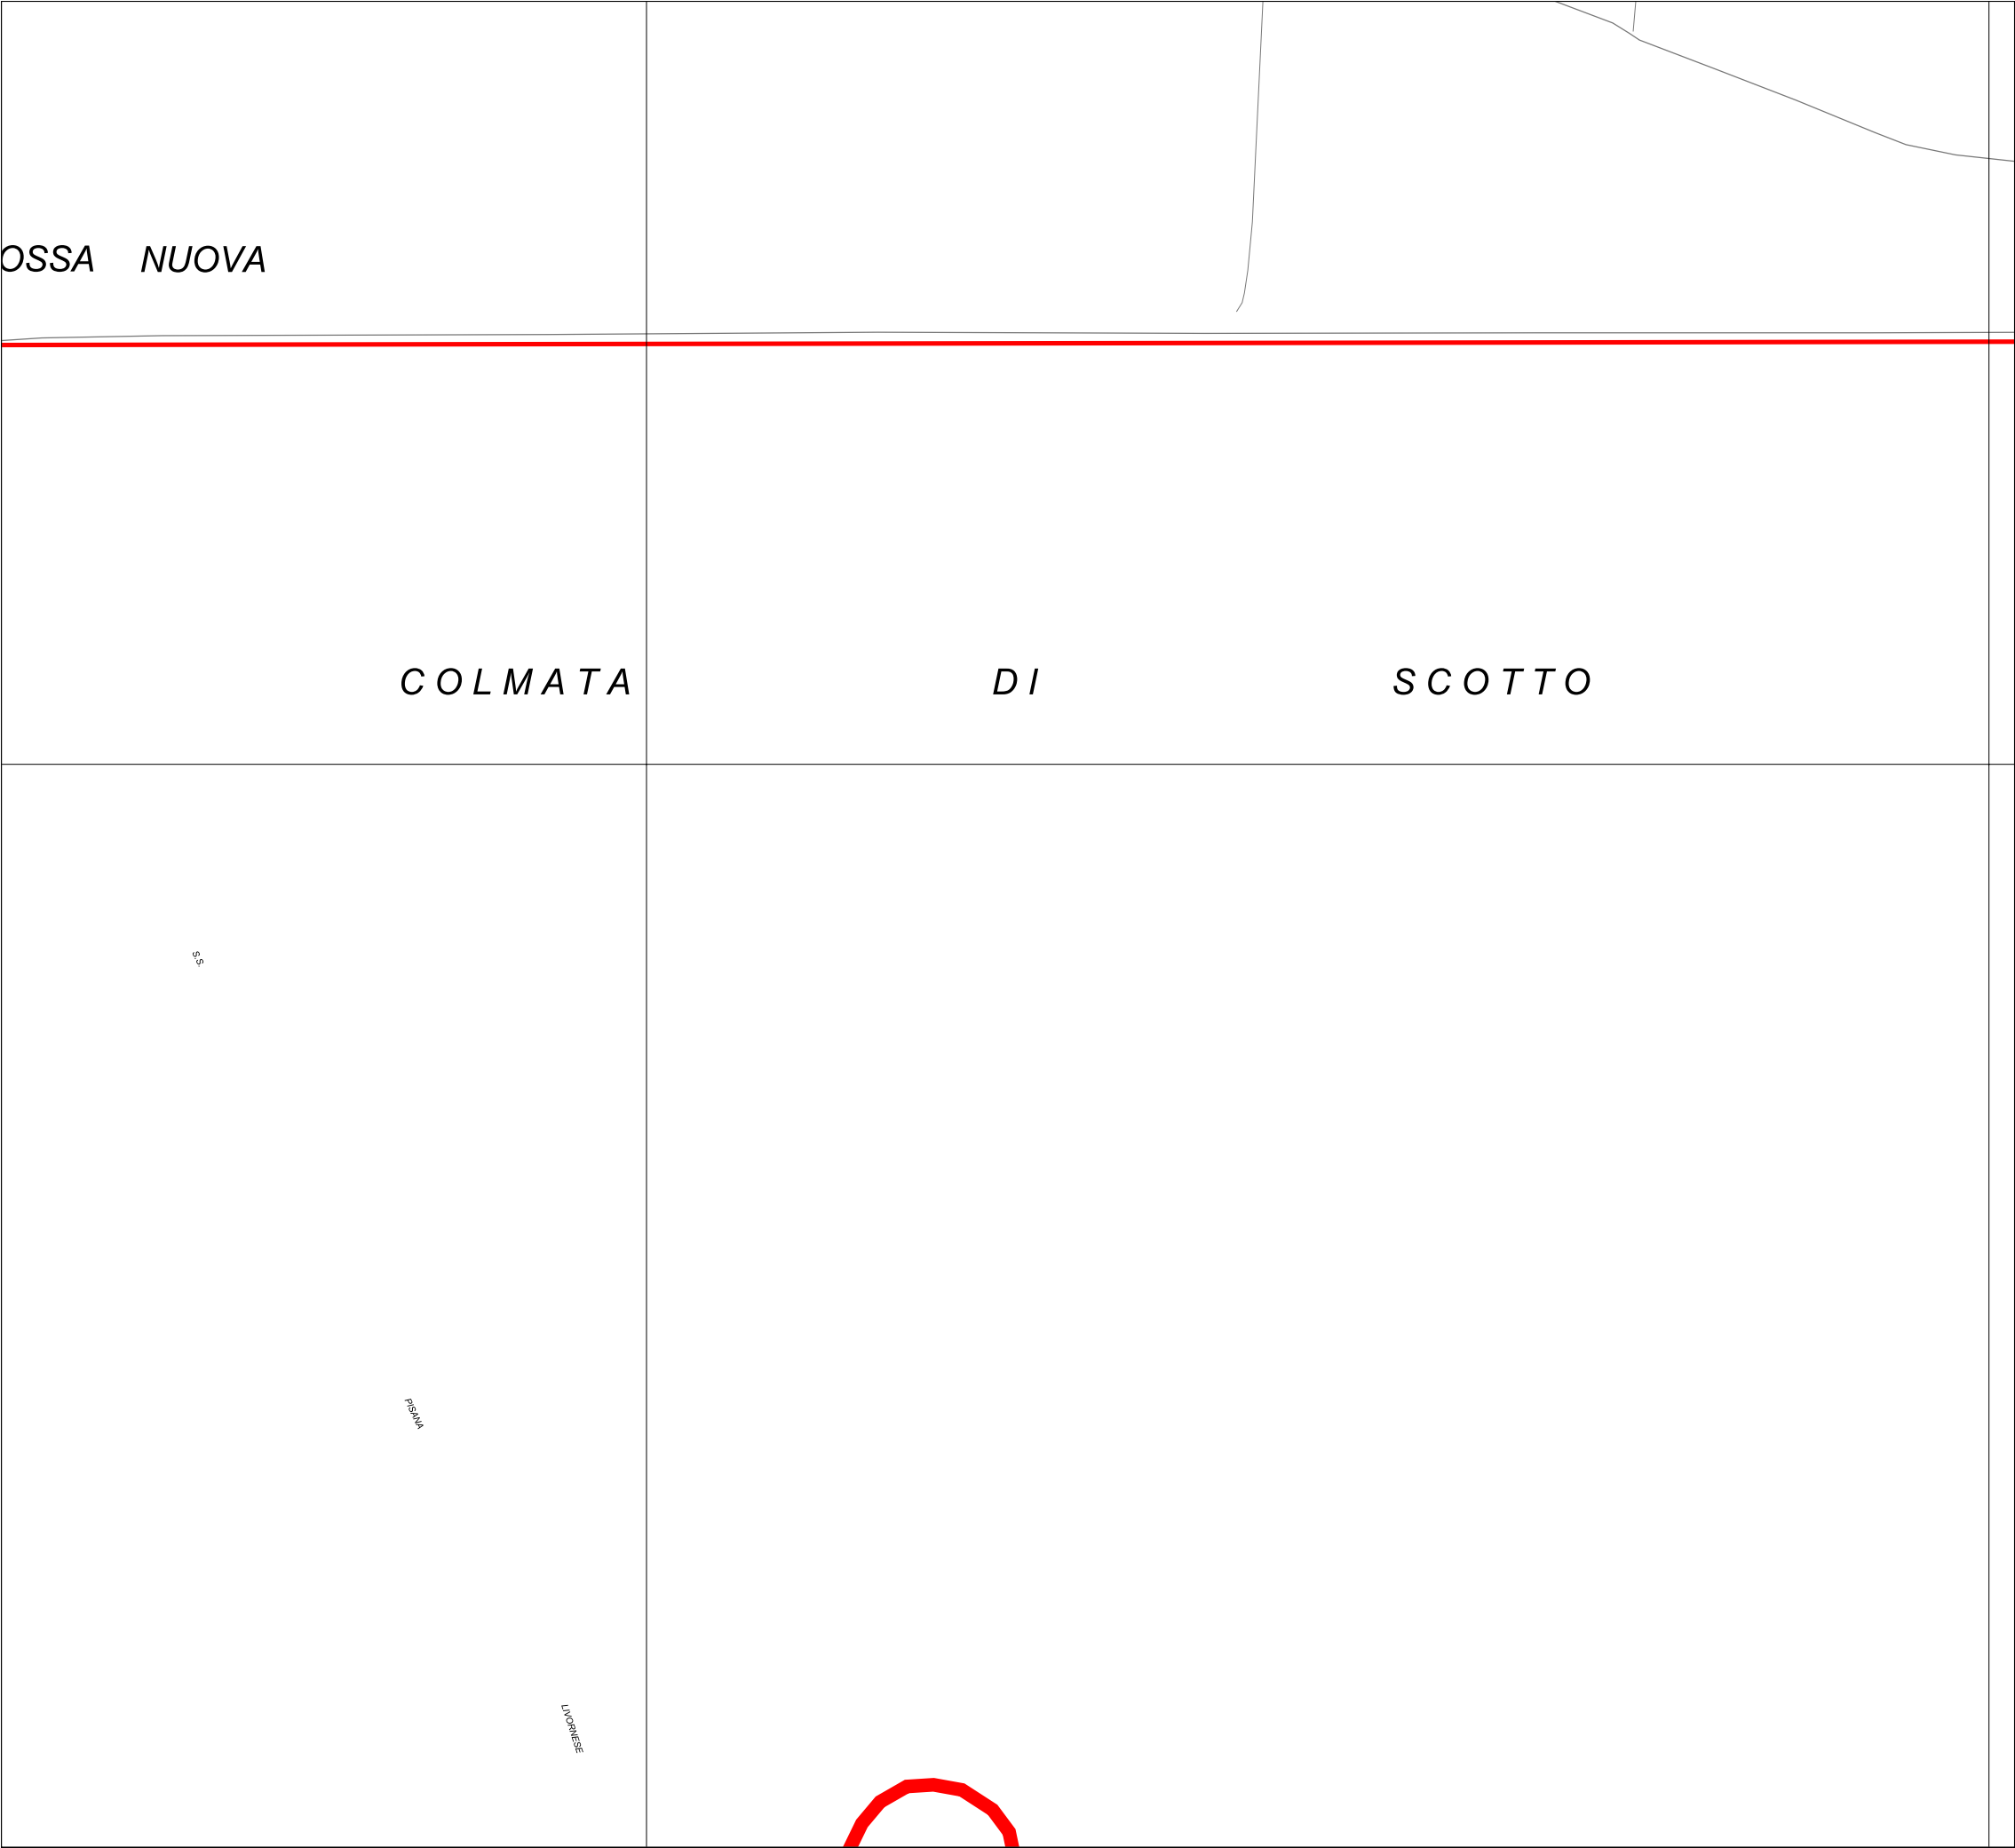 OSSA NUOVA
COLMATA DI SCOTTO
S.S.
PISANA
LIVORNESE